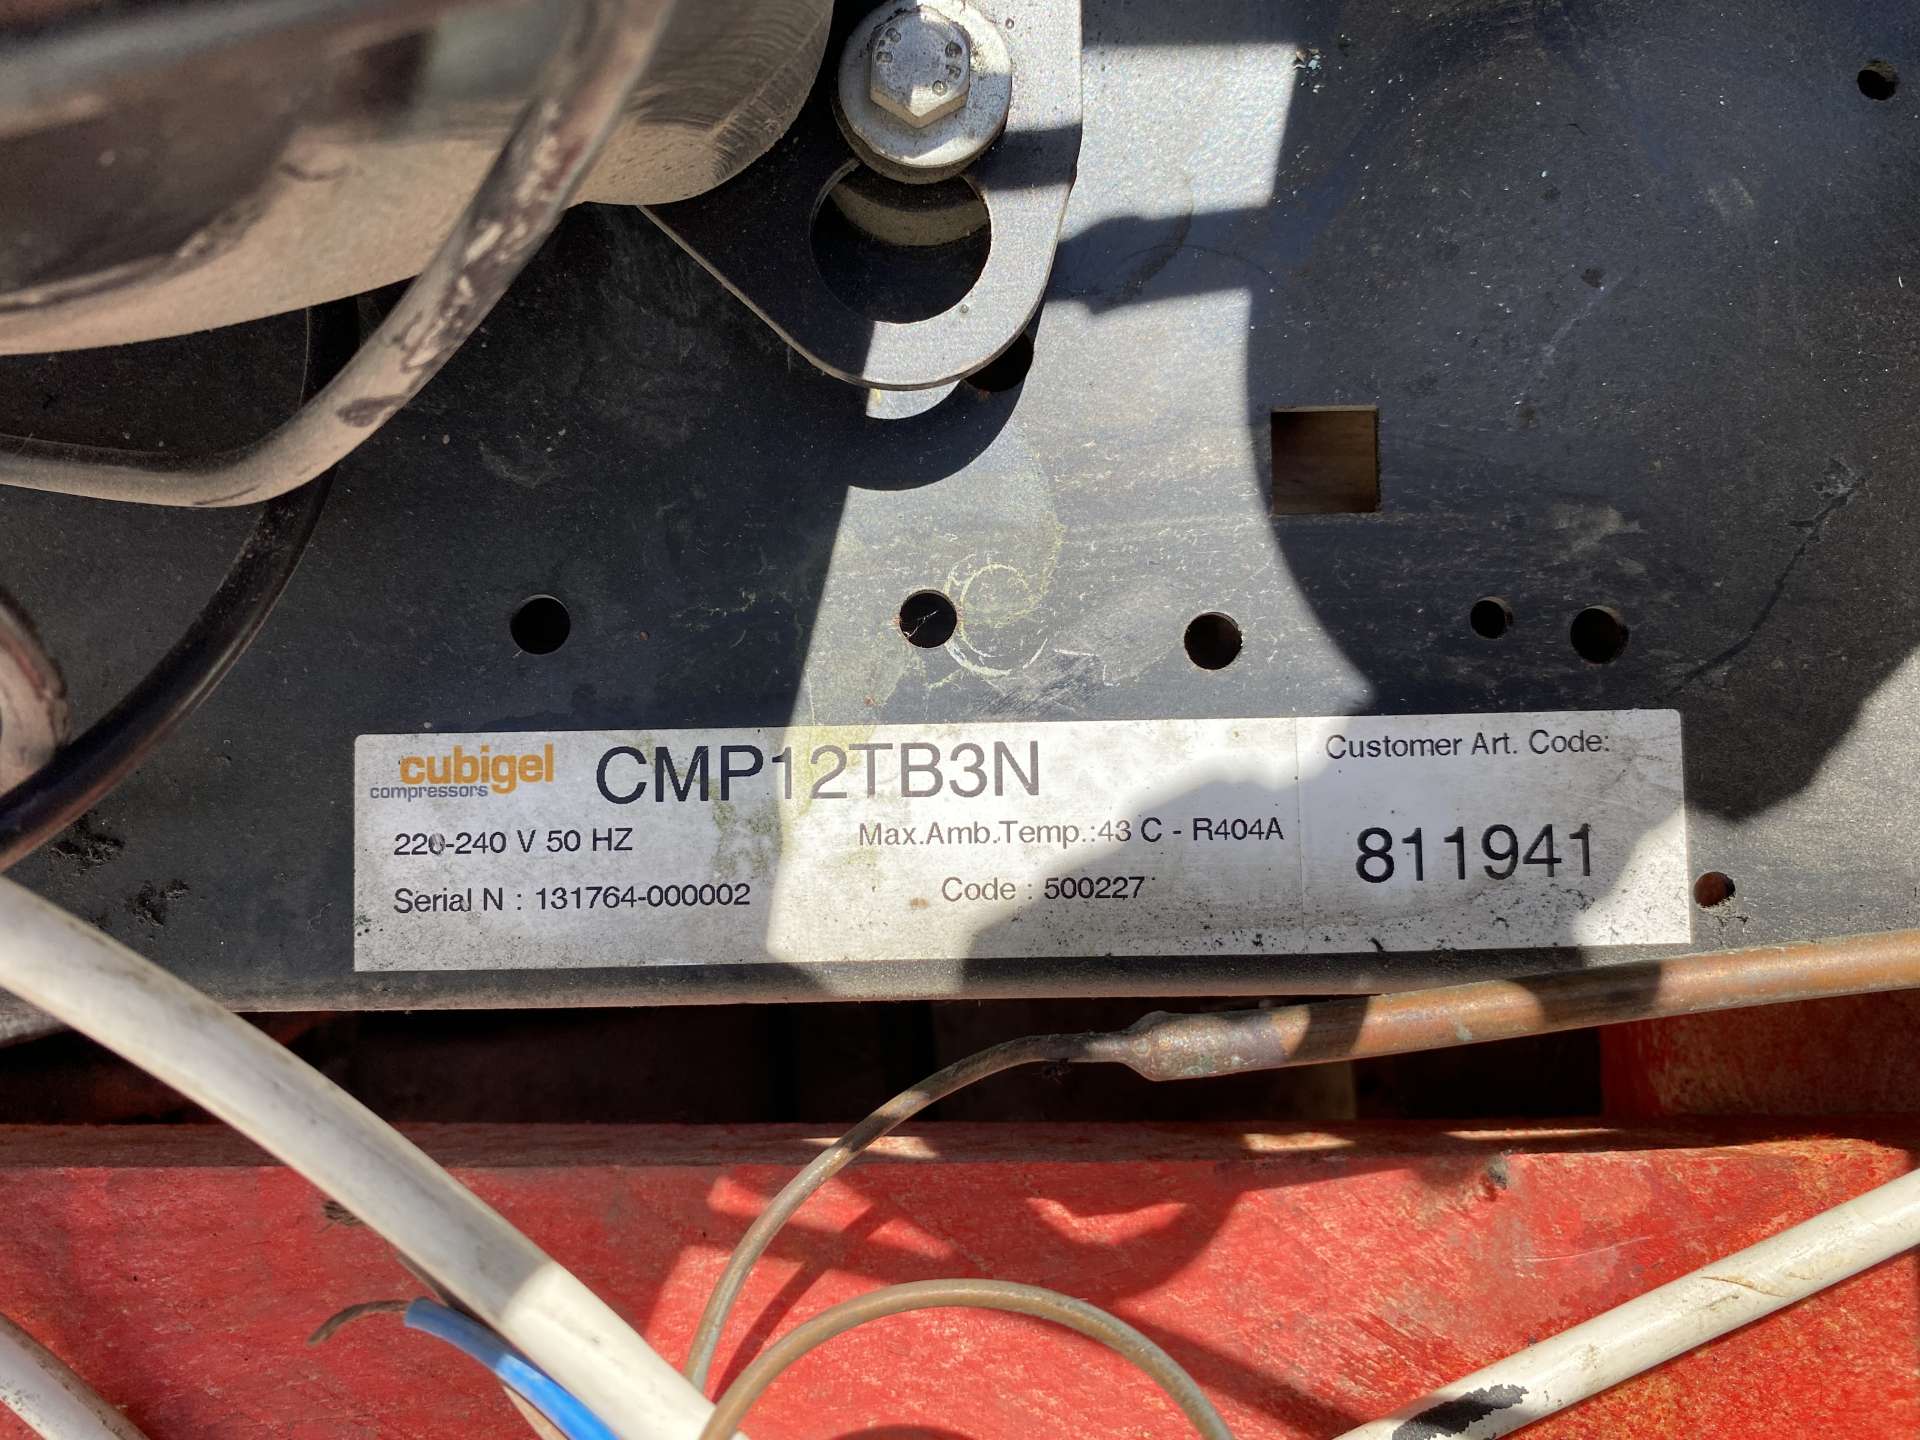 cubigel
compressors
CMP12TB3N
Customer Art. Code:
220-240 V 50 HZ
Max.Amb.Temp.:43 C - R404A
811941
Serial N : 131764-000002
Code : 500227